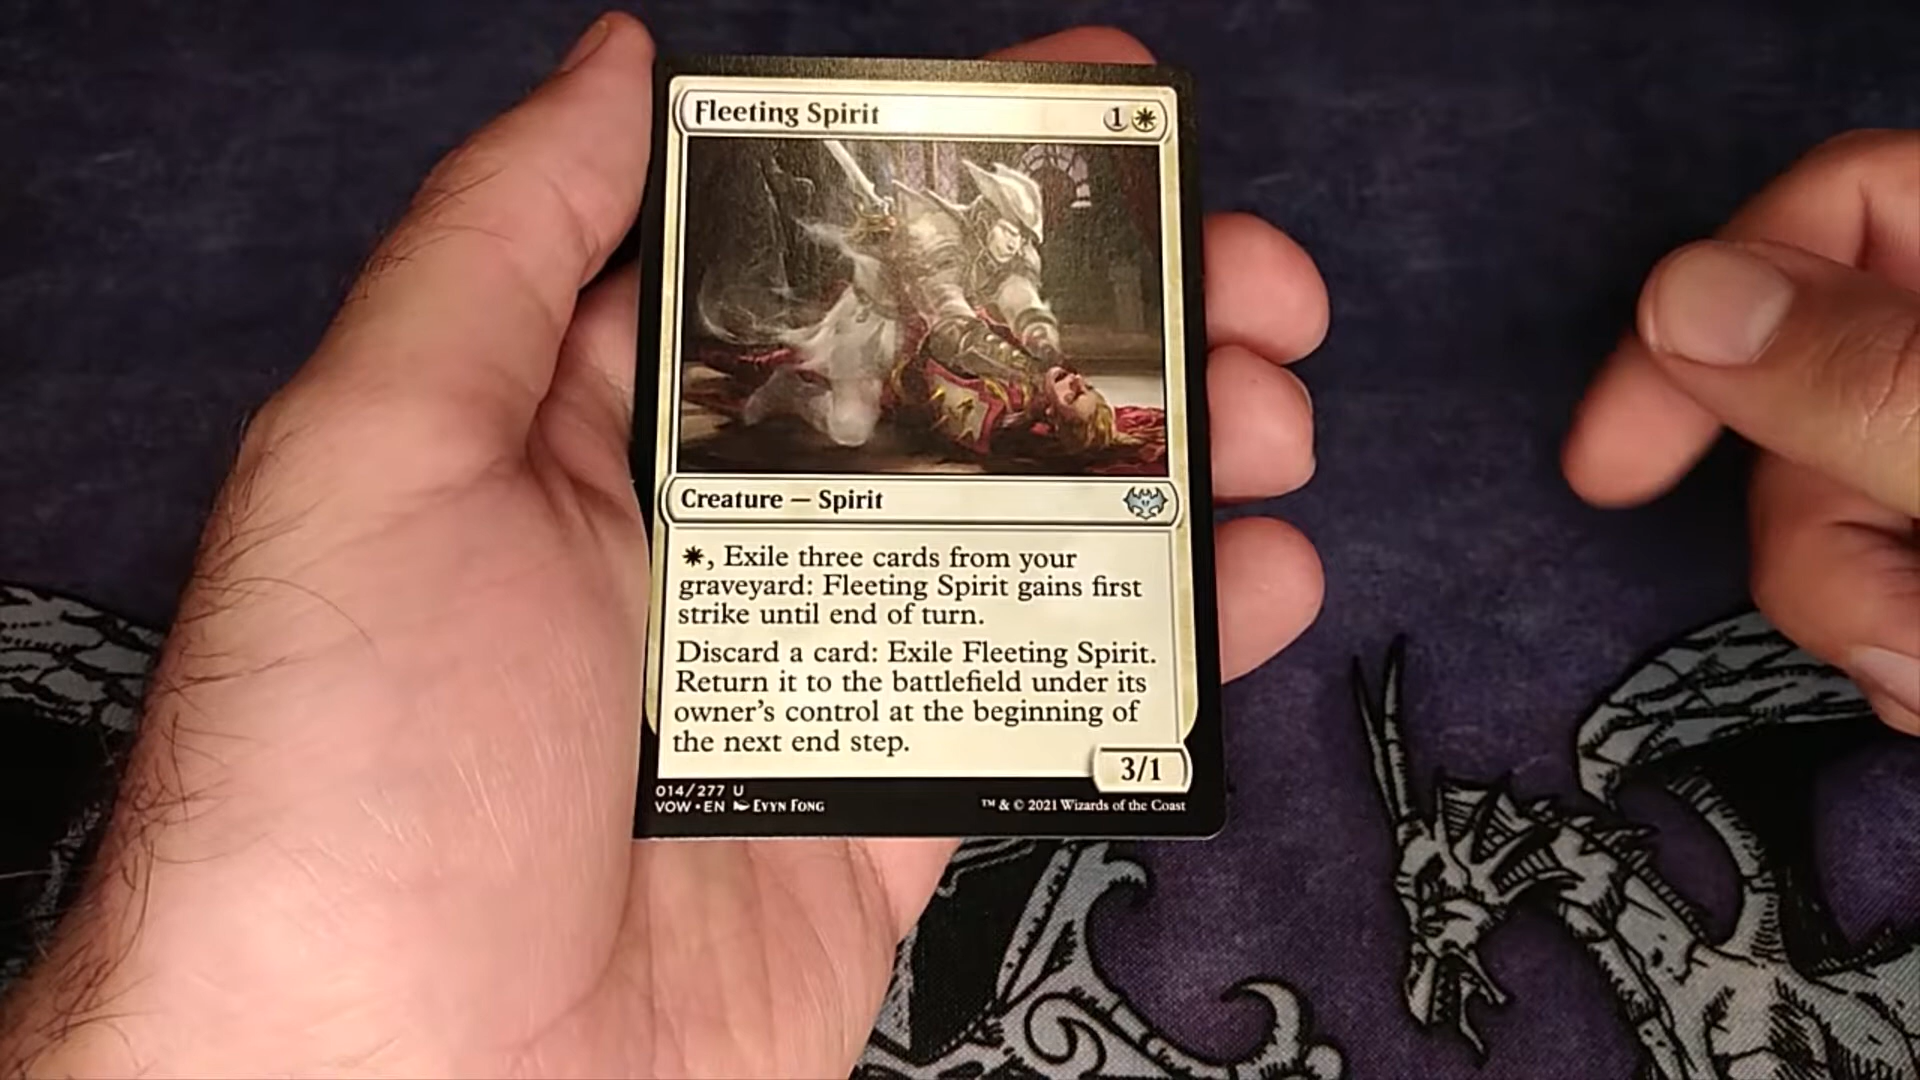 Fleeting Spirit 1
Creature — Spirit
, Exile three cards from your
graveyard: Fleeting Spirit gains first
strike until end of turn.
Discard a card: Exile Fleeting Spirit.
Return it to the battlefield under its
owner's control at the beginning of
the next end step.
3/1
014/277 U
VOW • EN Evyn Fong
™ & © 2021 Wizards of the Coast